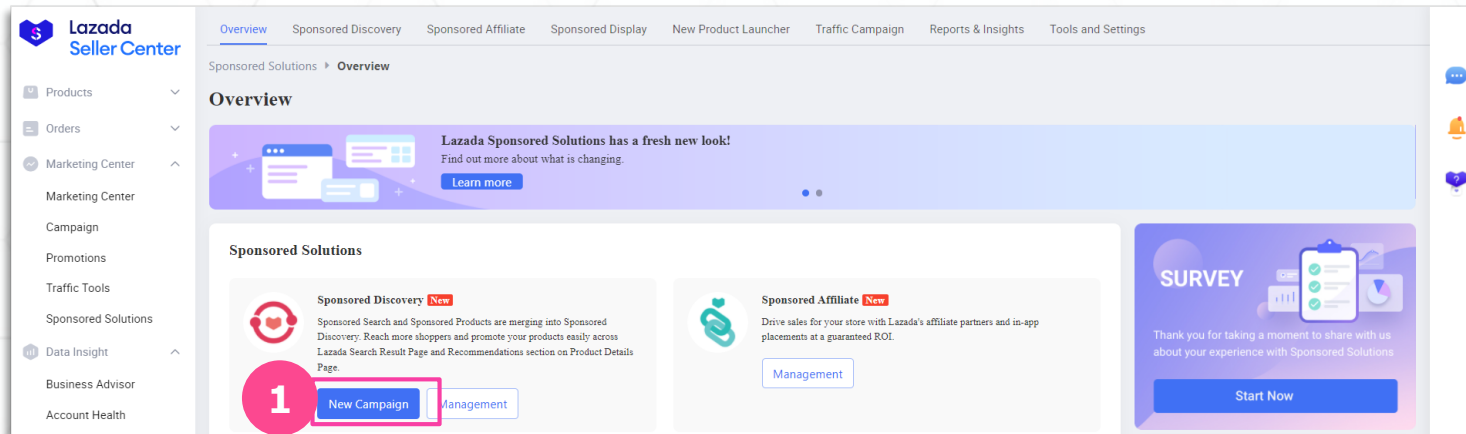 Lazada
Seller Center
Products
Orders
Marketing Center
Marketing Center
Campaign
Promotions
Traffic Tools
Sponsored Solutions
Data Insight
Business Advisor
Account Health
Overview Sponsored Discovery Sponsored Affiliate Sponsored Display New Product Launcher Traffic Campaign Reports & Insights Tools and Settings
Sponsored Solutions Overview
Overview
Lazada Sponsored Solutions has a fresh new look!
Find out more about what is changing.
Learn more
Sponsored Solutions
Sponsored Discovery New
Sponsored Search and Sponsored Products are merging into Sponsored
Discovery. Reach more shoppers and promote your products easily across
Lazada Search Result Page and Recommendations section on Product Details
Page.
1
New Campaign Management
Sponsored Affiliate New
Drive sales for your store with Lazada's affiliate partners and in-app
placements at a guaranteed ROI.
Management
SURVEY
Thank you for taking a moment to share with us
about your experience with Sponsored Solutions
Start Now